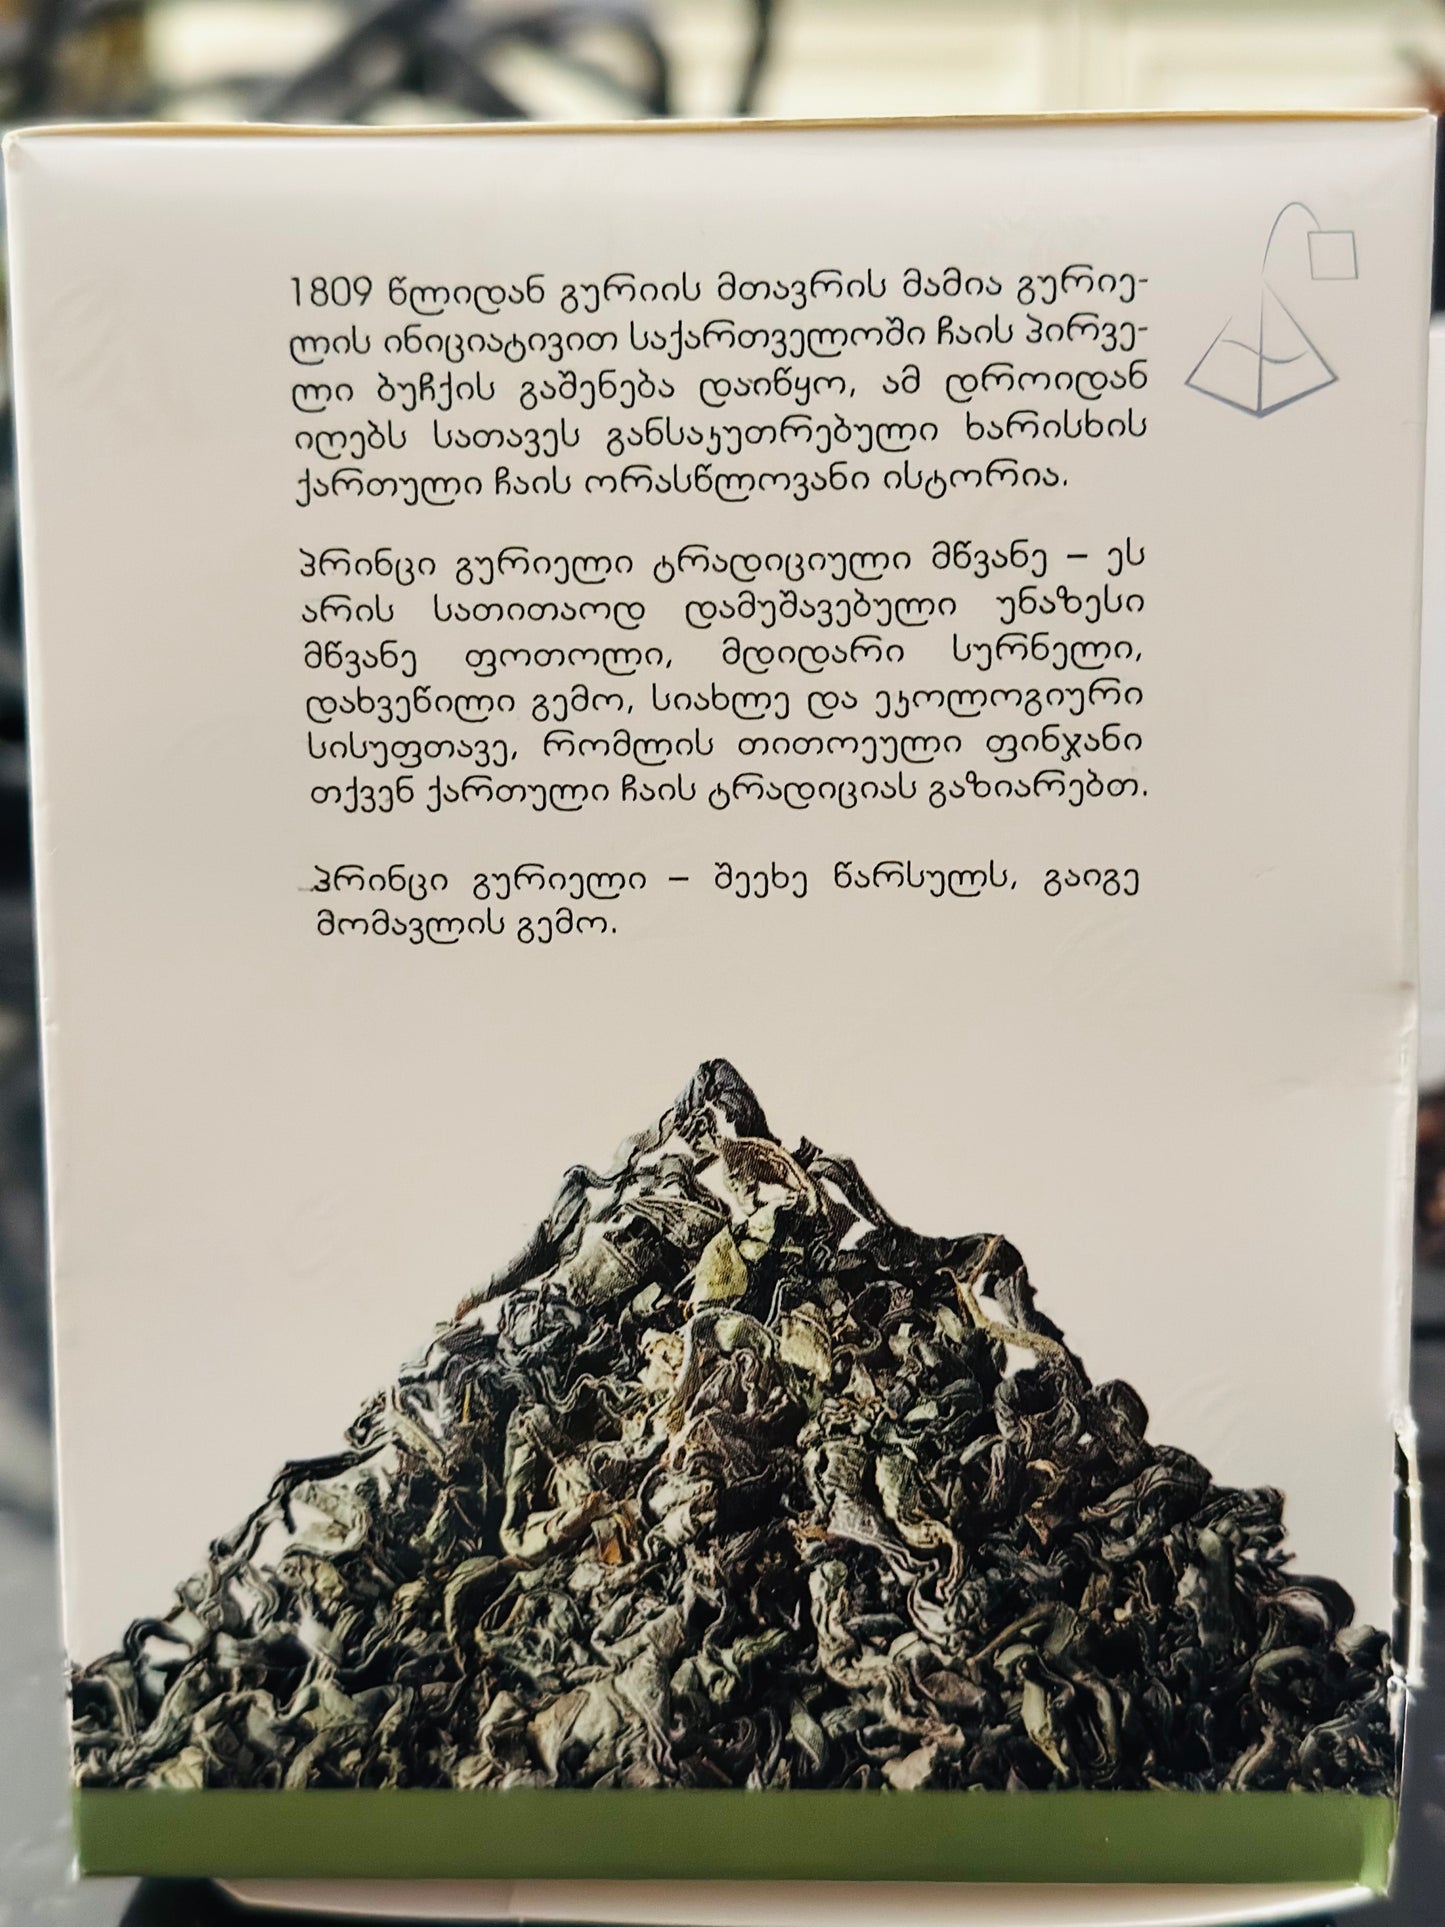 1809 წლიდან გურიის მთავრის მამია გურიე-
ლის ინიციატივით საქართველოში ჩაის პირვე-
ლი ბუჩქის გაშენება დაიწყო, ამ დროიდან
იღებს სათავეს განსაკუთრებული ხარისხის
ქართული ჩაის ორასწლოვანი ისტორია.
პრინცი გურიელი ტრადიციული მწვანე – ეს
არის სათითაოდ დამუშავებული უნაზესი
მწვანე ფოთოლი, მდიდარი სურნელი,
დახვეწილი გემო, სიახლე და ეკოლოგიური
სისუფთავე, რომლის თითოეული ფინჯანი
თქვენ ქართული ჩაის ტრადიციას გაზიარებთ.
პრინცი გურიელი – შეეხე წარსულს, გაიგე
მომავლის გემო.